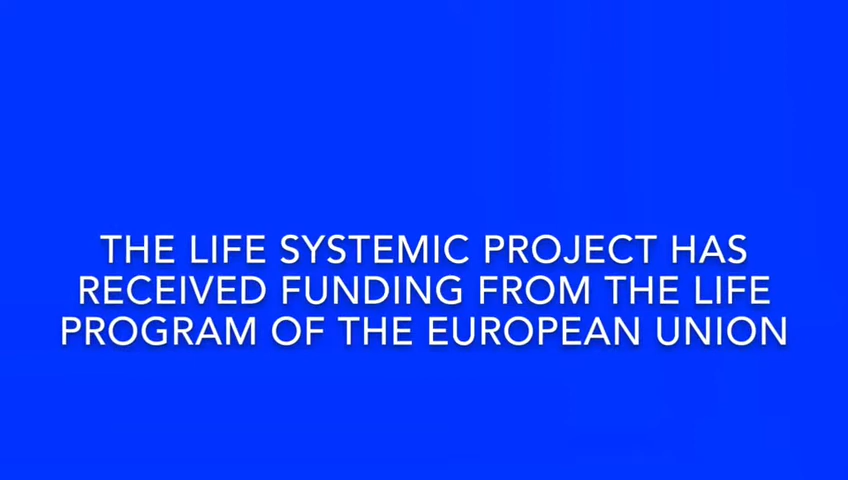 THE LIFE SYSTEMIC PROJECT HAS
RECEIVED FUNDING FROM THE LIFE
PROGRAM OF THE EUROPEAN UNION